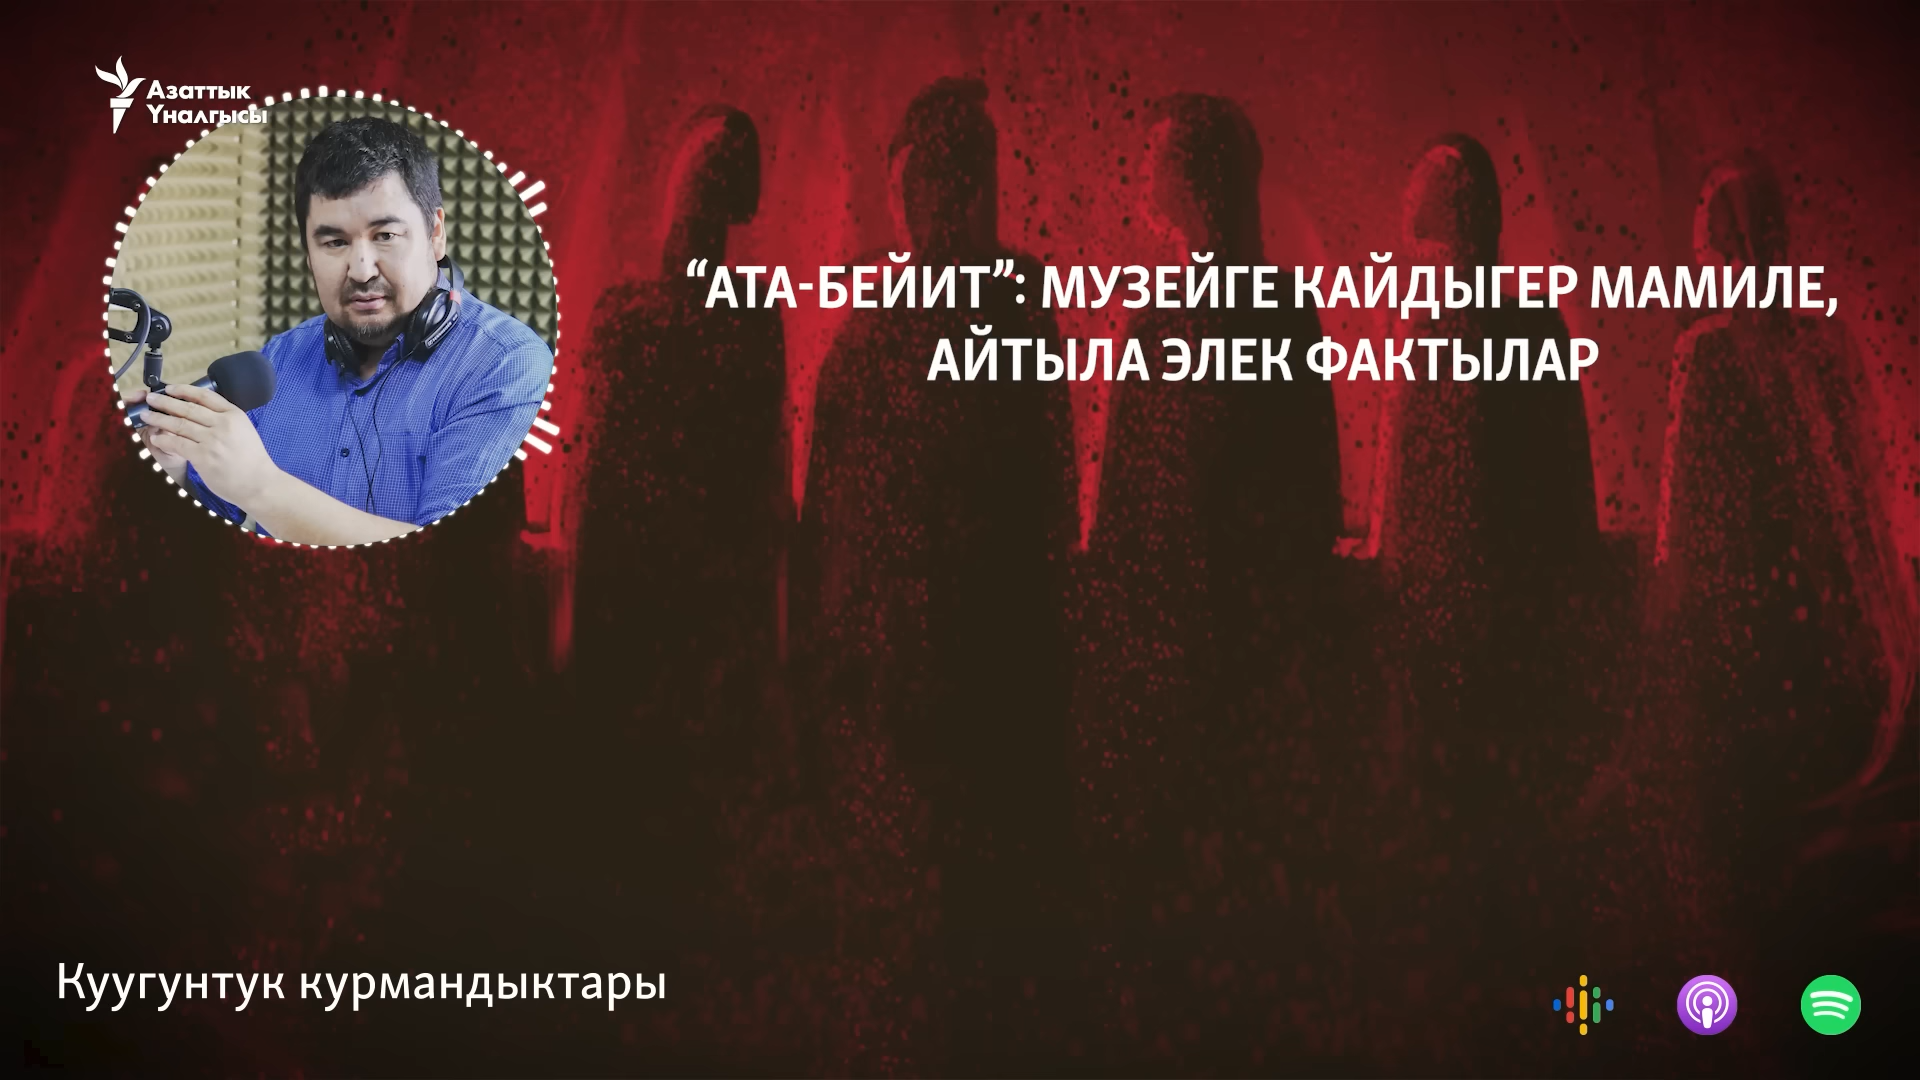 Азаттык
Үналгысы
“АТА-БЕЙИТ”: МУЗЕЙГЕ КАЙДЫГЕР МАМИЛЕ,
АЙТЫЛА ЭЛЕК ФАКТЫЛАР
Куугунтук курмандыктары